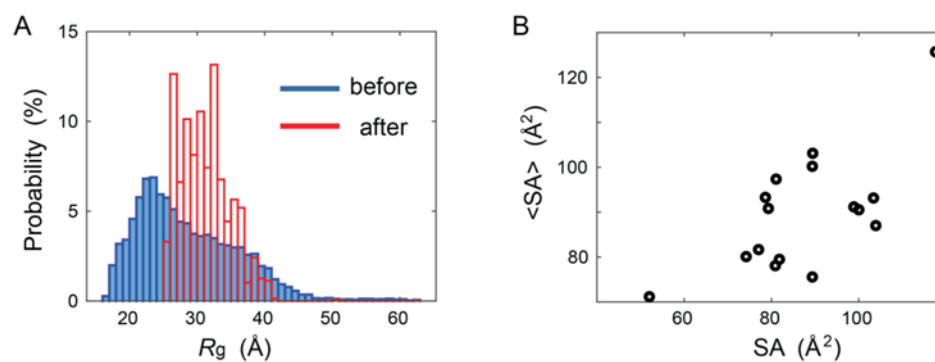 A
15
10
5
0
Probability (%)
before
after
20 30 40 50 60
Rg (Å)
B
120
100
80
<SA> (Å²)
60 80 100
SA (Å²)